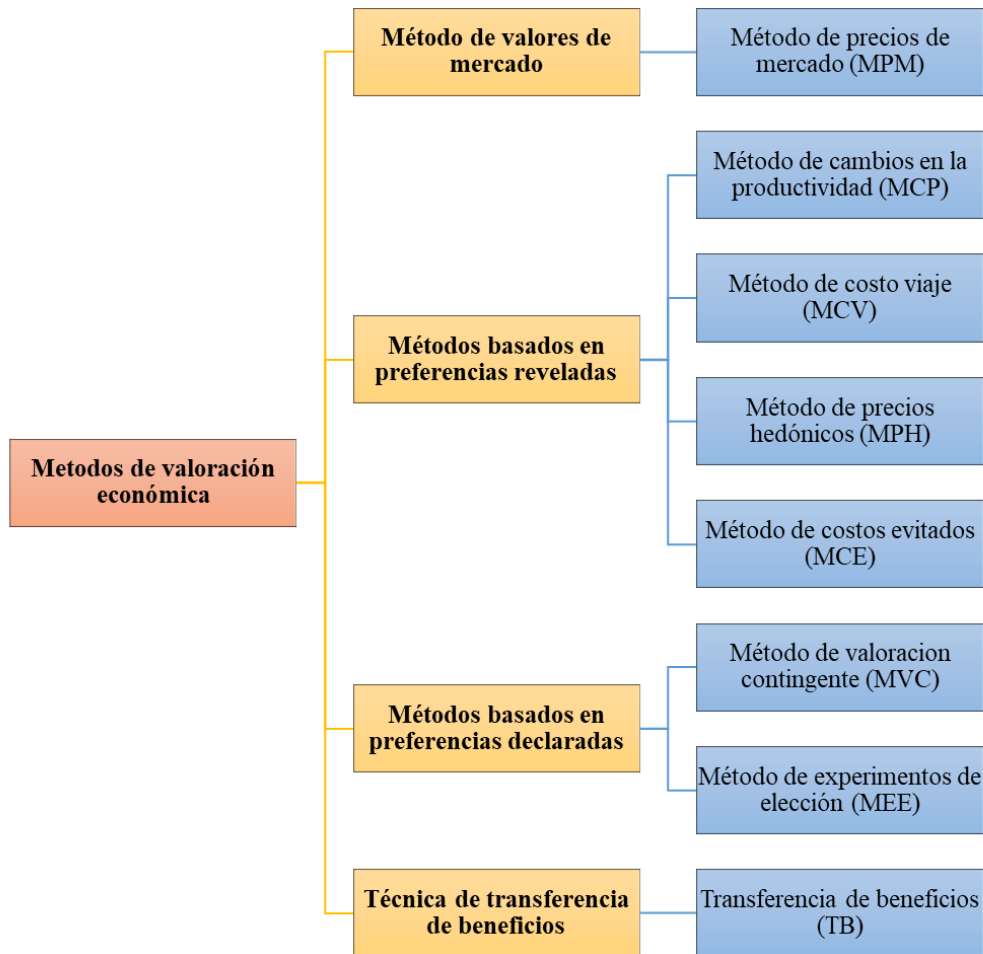 Método de valores de
mercado
Método de precios de
mercado (MPM)
Método de cambios en la
productividad (MCP)
Método de costo viaje
(MCV)
Métodos basados en
preferencias reveladas
Método de precios
hedónicos (MPH)
Metodos de valoración
económica
Método de costos evitados
(MCE)
Método de valoracion
contingente (MVC)
Métodos basados en
preferencias declaradas
Método de experimentos de
elección (MEE)
Técnica de transferencia
de beneficios
Transferencia de beneficios
(TB)